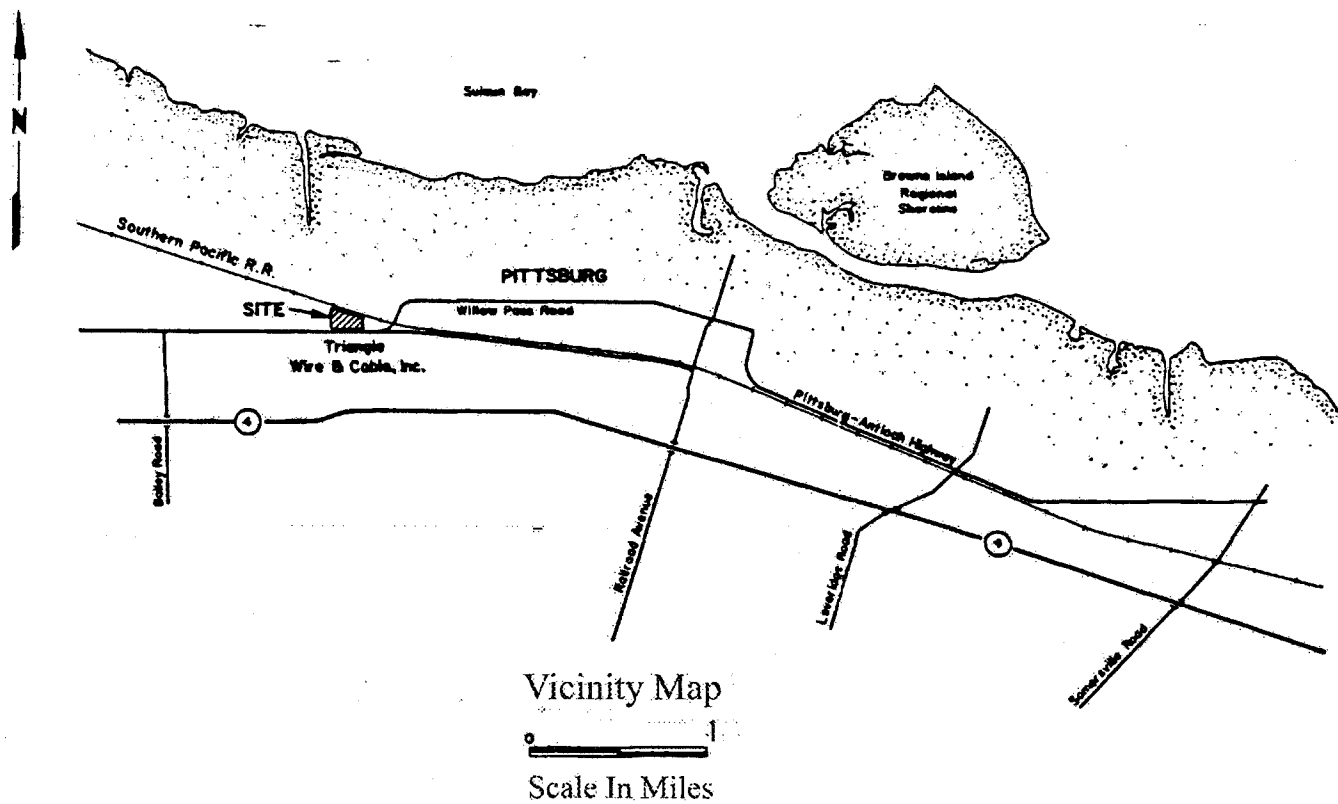 N
Suisun Bay
Browns Island
Regional
Shoreline
Southern Pacific R.R.
PITTSBURG
SITE
Willow Pass Road
Triangle
Wire & Cable, Inc.
Pittsburg-Antioch Highway
4
Bailey Road
Railroad Avenue
Loveridge Road
4
Somersville Road
Vicinity Map
0 1
Scale In Miles